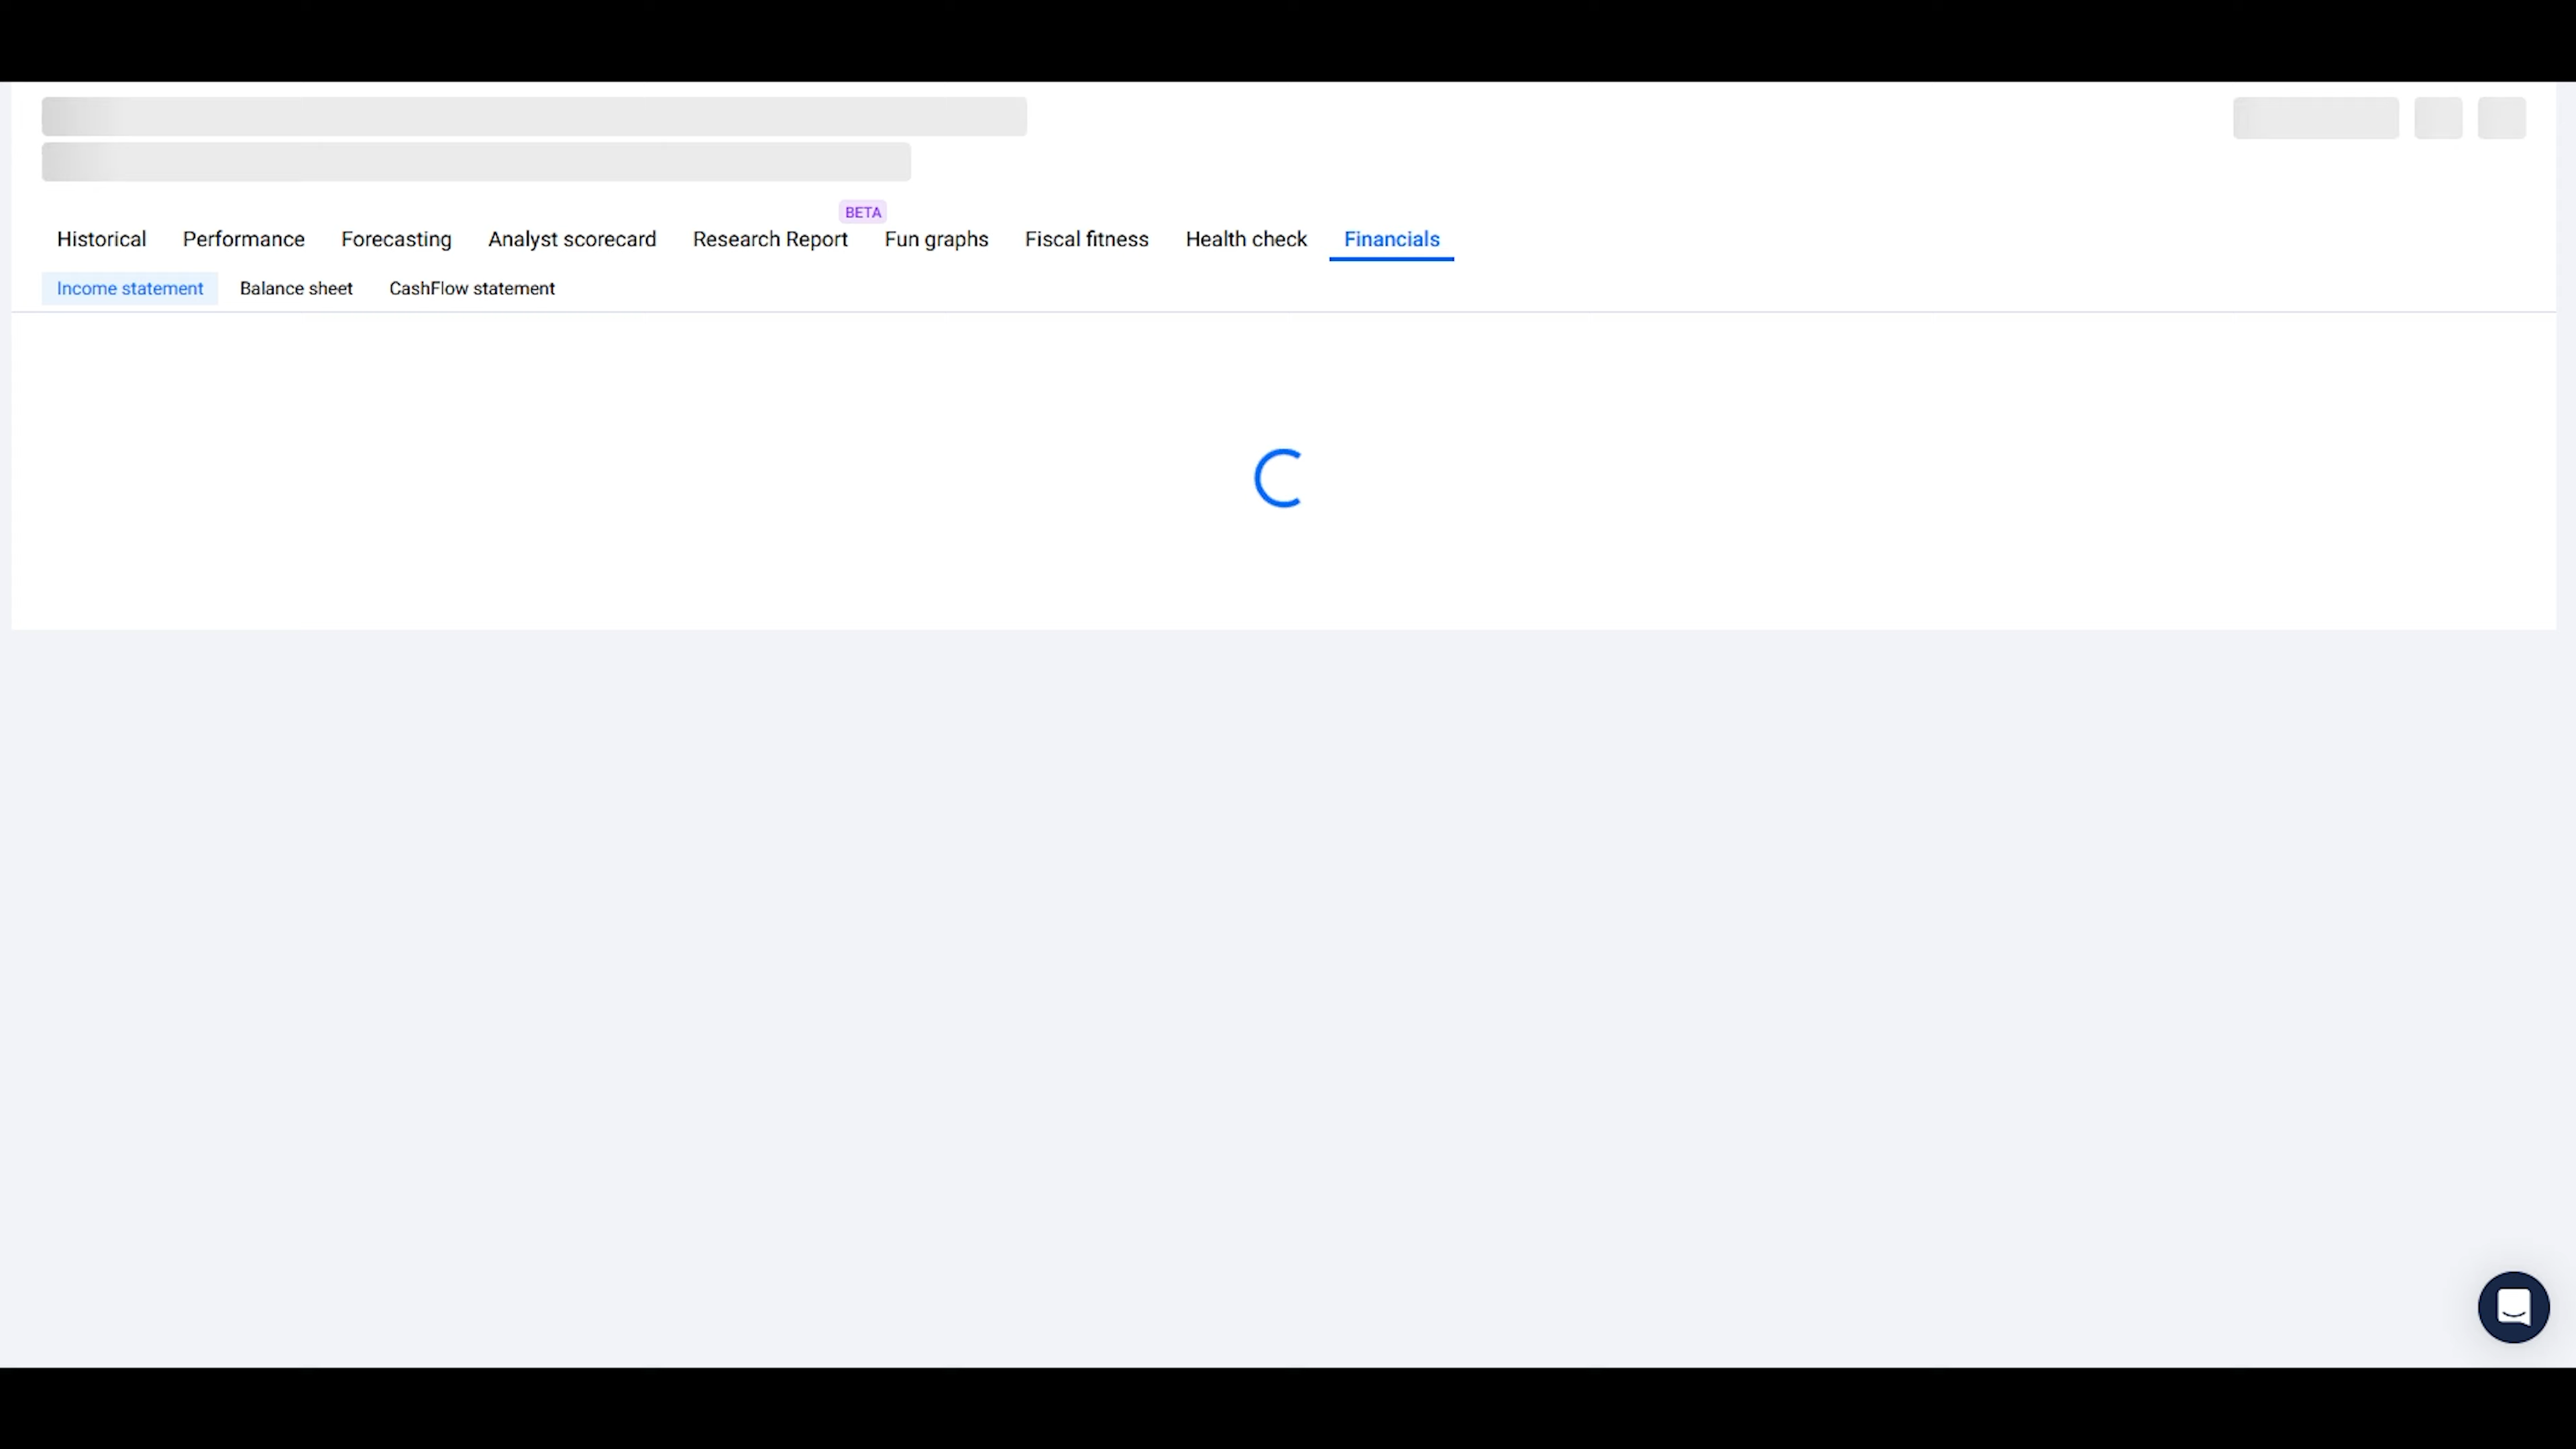 BETA
Historical Performance Forecasting Analyst scorecard Research Report Fun graphs Fiscal fitness Health check Financials
Income statement Balance sheet CashFlow statement